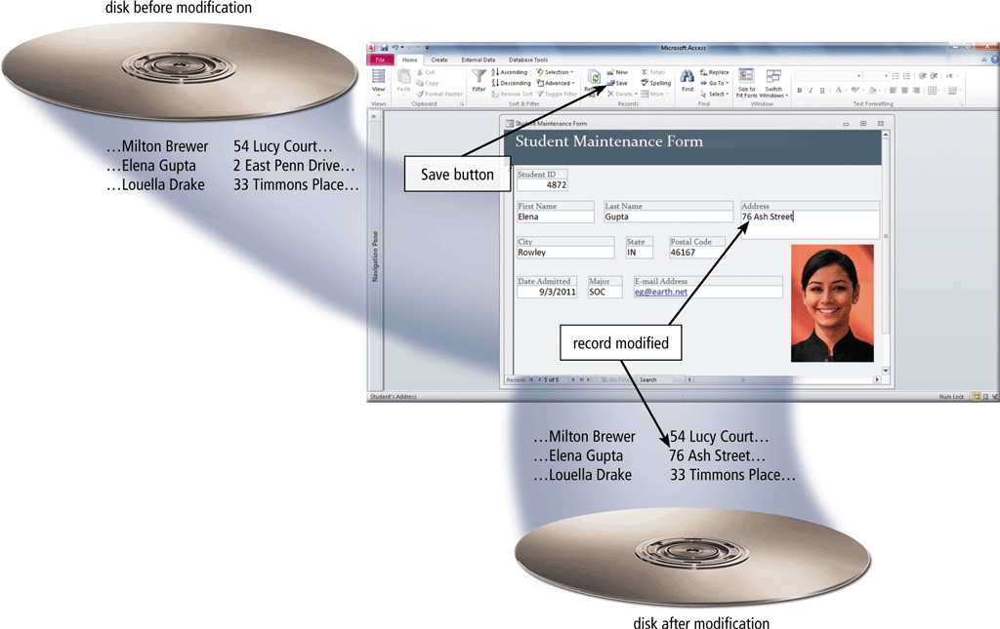 disk before modification
…Milton Brewer 54 Lucy Court…
…Elena Gupta 2 East Penn Drive…
…Louella Drake 33 Timmons Place…
Microsoft Access
File Home Create External Data Database Tools
View
Views
Paste
Cut
Copy
Format Painter
Clipboard
Filter
Ascending
Descending
Remove Sort
Selection
Advanced
Toggle Filter
Sort & Filter
New
Save
Delete
Totals
Spelling
More
Records
Find
Replace
Go To
Select
Find
Size to Fit Form
Switch Windows
Window
B I U
A
Text Formatting
Navigation Pane
Student Maintenance Form
Student Maintenance Form
Save button
Student ID
4872
First Name
Elena
Last Name
Gupta
Address
76 Ash Street
City
Rowley
State
IN
Postal Code
46167
Date Admitted
9/3/2011
Major
SOC
E-mail Address
eg@earth.net
record modified
Record: 5 of 5 No Filter Search
Student's Address Num Lock
…Milton Brewer 54 Lucy Court…
…Elena Gupta 76 Ash Street…
…Louella Drake 33 Timmons Place…
disk after modification